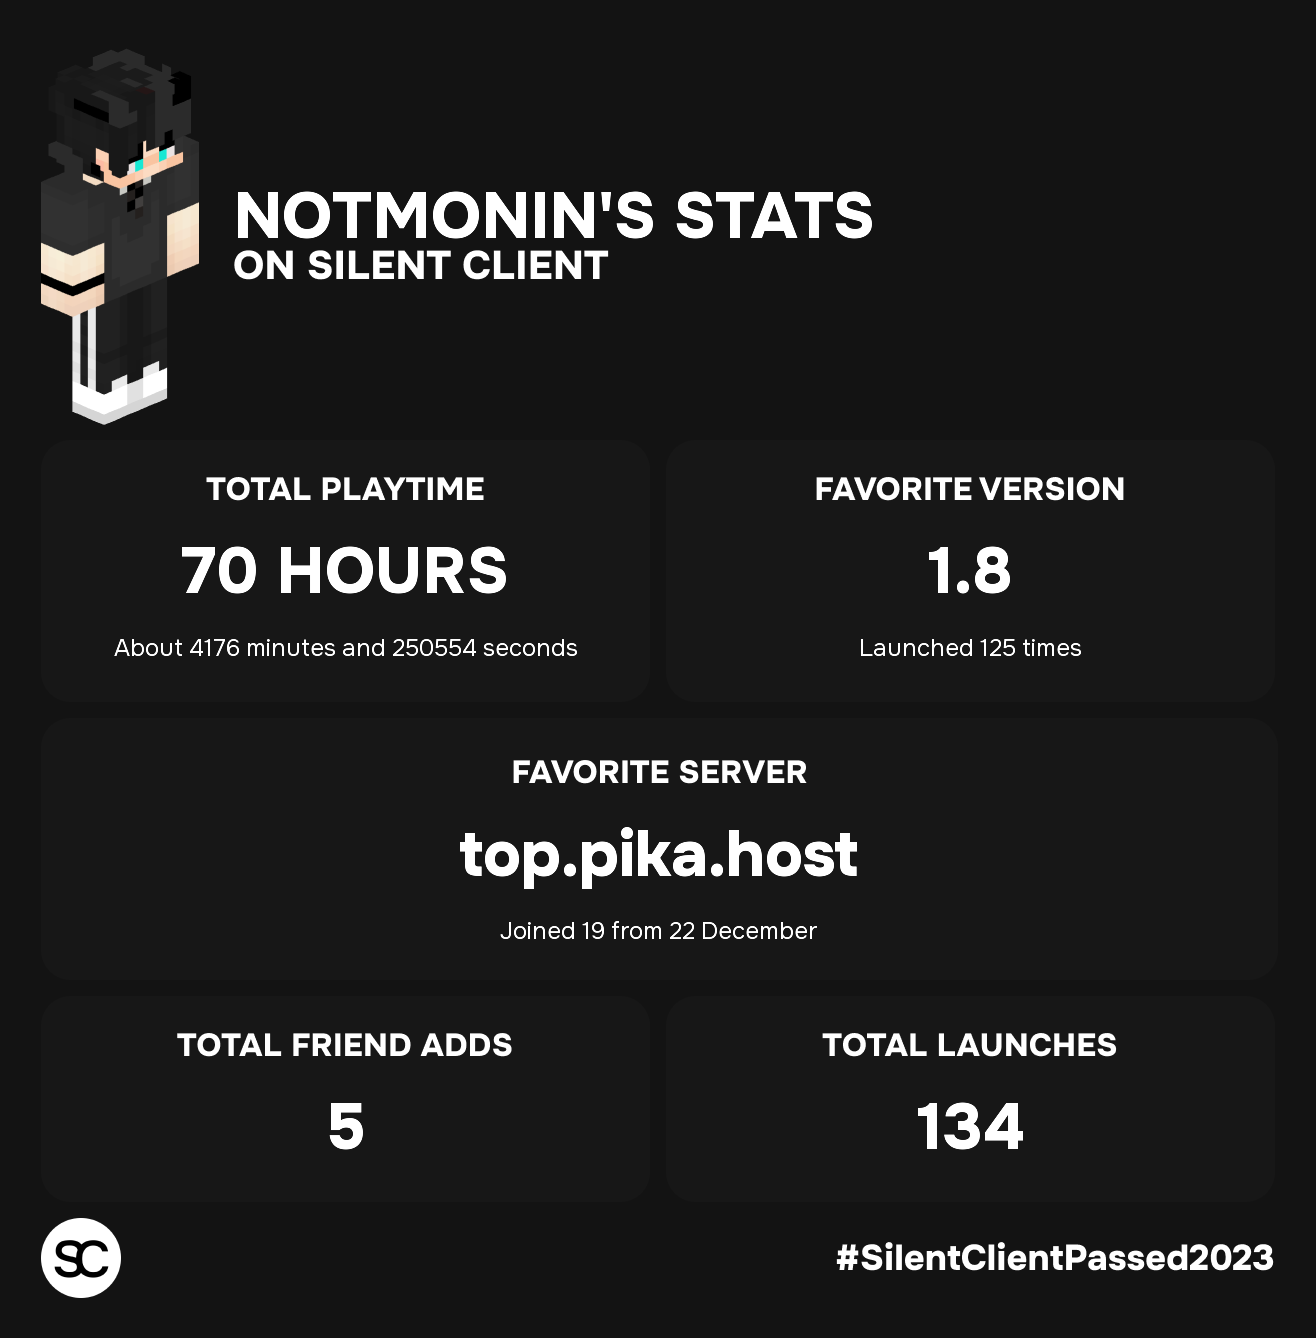 NOTMONIN'S STATS
ON SILENT CLIENT
TOTAL PLAYTIME
70 HOURS
About 4176 minutes and 250554 seconds
FAVORITE VERSION
1.8
Launched 125 times
FAVORITE SERVER
top.pika.host
Joined 19 from 22 December
TOTAL FRIEND ADDS
5
TOTAL LAUNCHES
134
SC
#SilentClientPassed2023